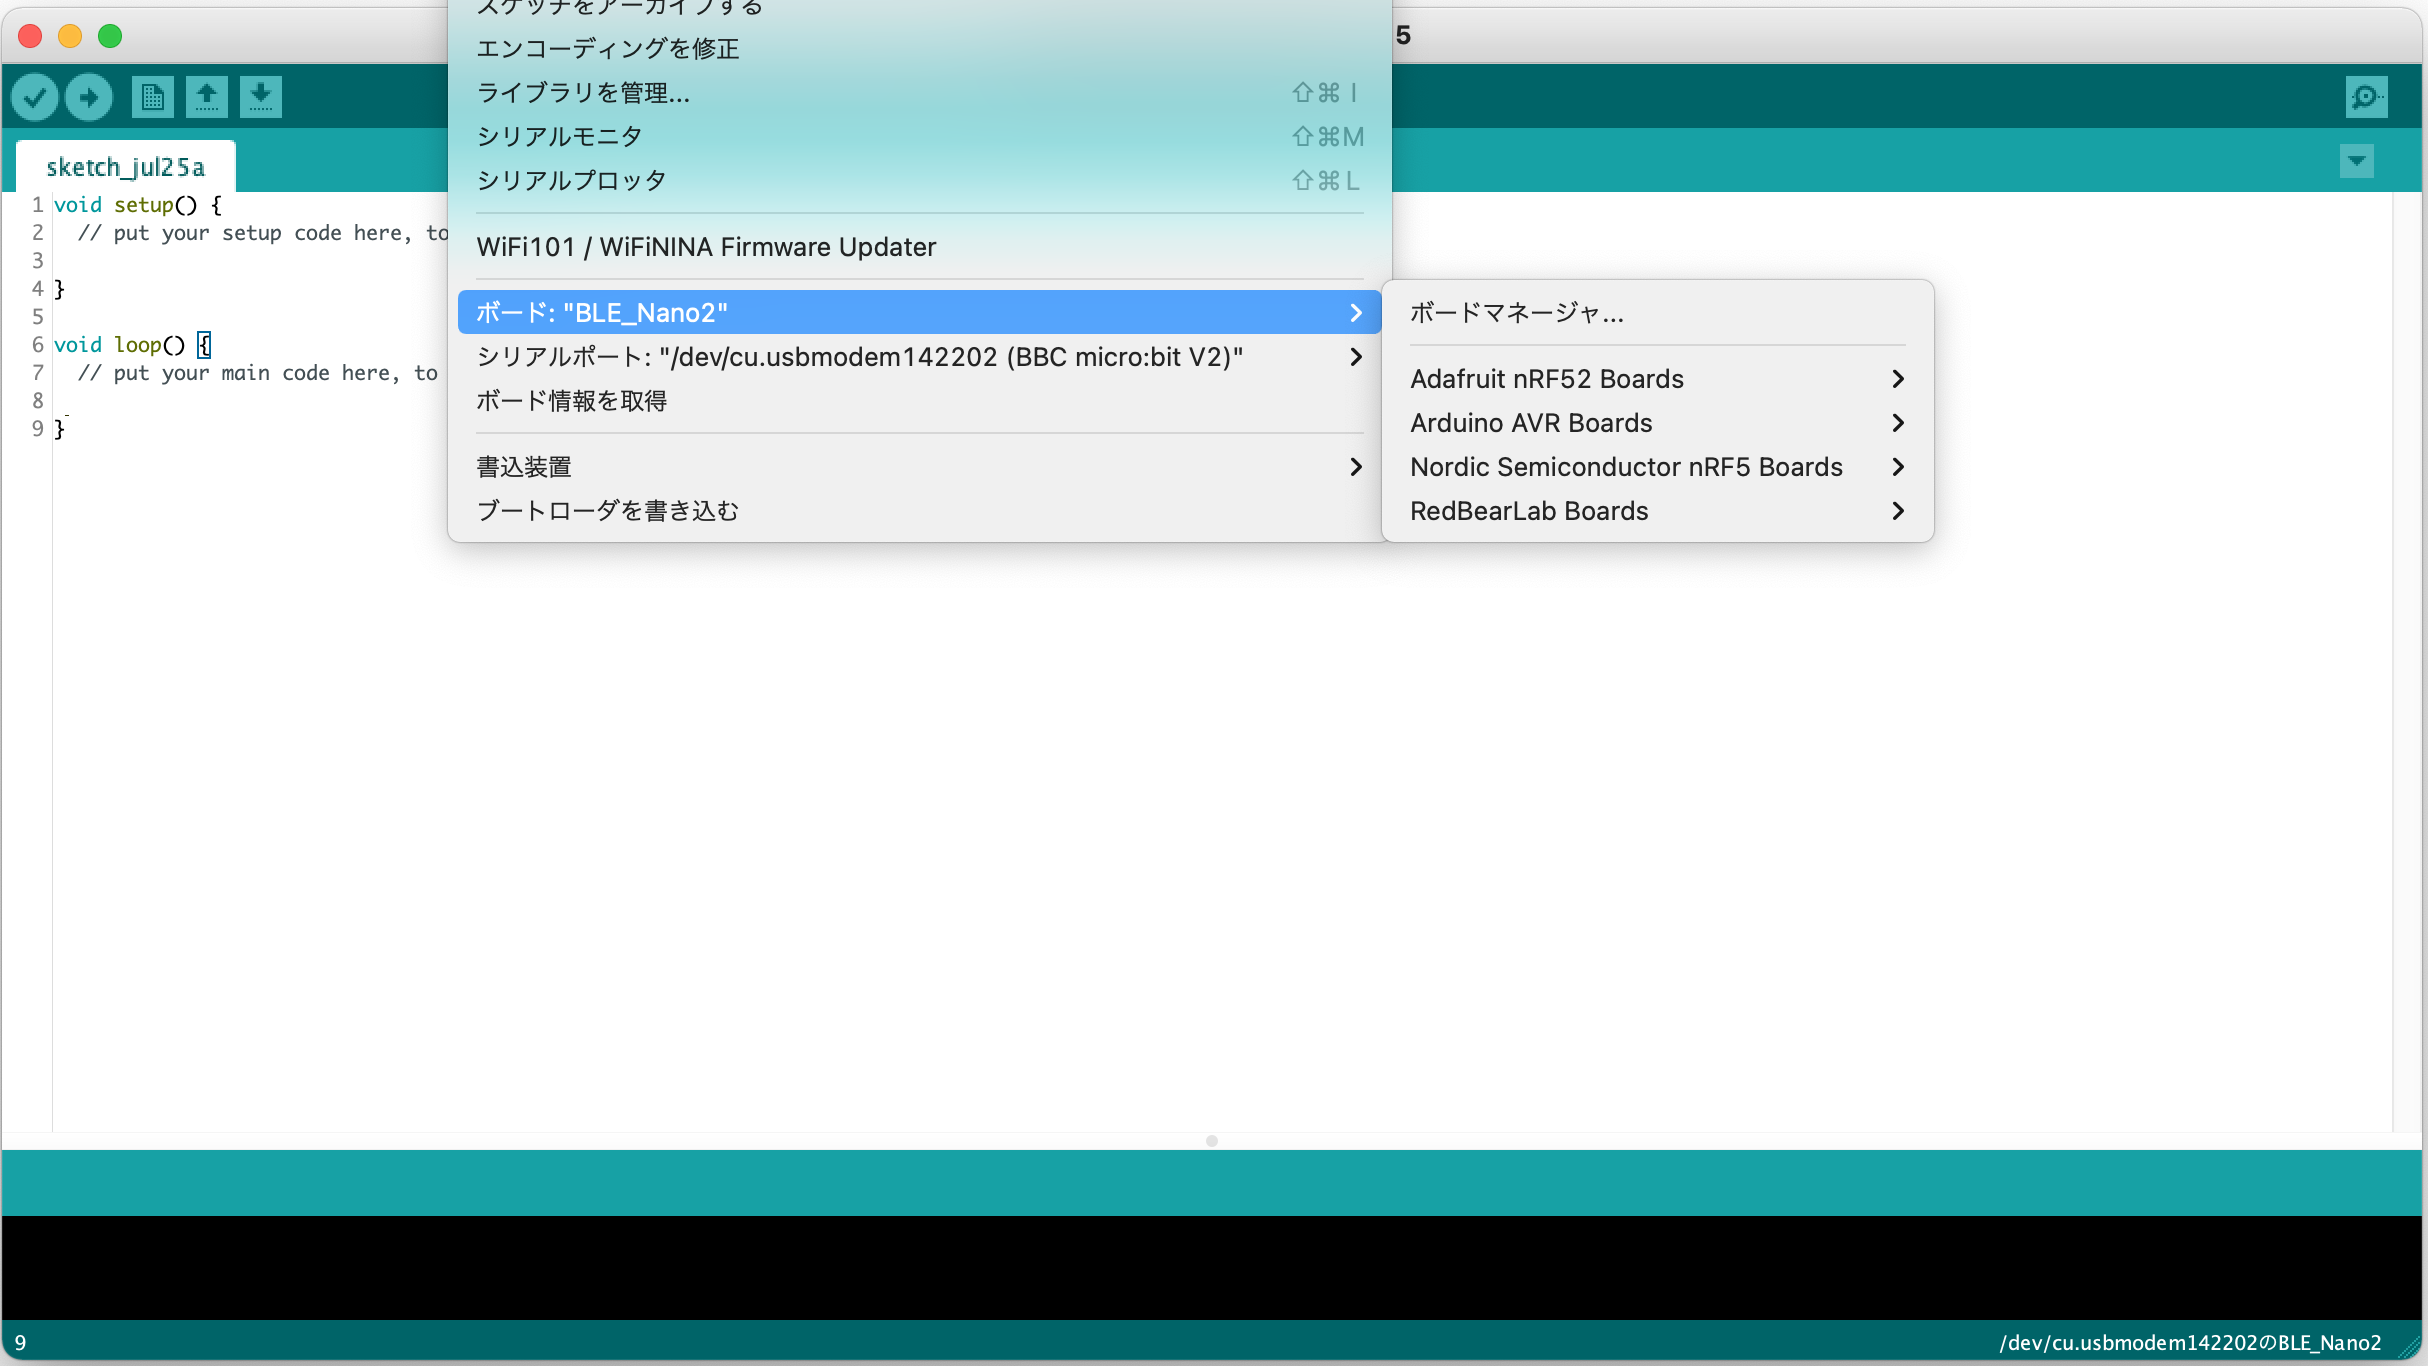 スケッチをアーカイブする
エンコーディングを修正
ライブラリを管理... ⇧⌘ I
シリアルモニタ ⇧⌘M
シリアルプロッタ ⇧⌘ L
WiFi101 / WiFiNINA Firmware Updater
ボード: "BLE_Nano2"
シリアルポート: "/dev/cu.usbmodem142202 (BBC micro:bit V2)"
ボード情報を取得
書込装置
ブートローダを書き込む
ボードマネージャ...
Adafruit nRF52 Boards
Arduino AVR Boards
Nordic Semiconductor nRF5 Boards
RedBearLab Boards
5
sketch_jul25a
1 void setup() {
2 // put your setup code here, to
3
4 }
5
6 void loop() {
7 // put your main code here, to
8
9 }
9
/dev/cu.usbmodem142202のBLE_Nano2